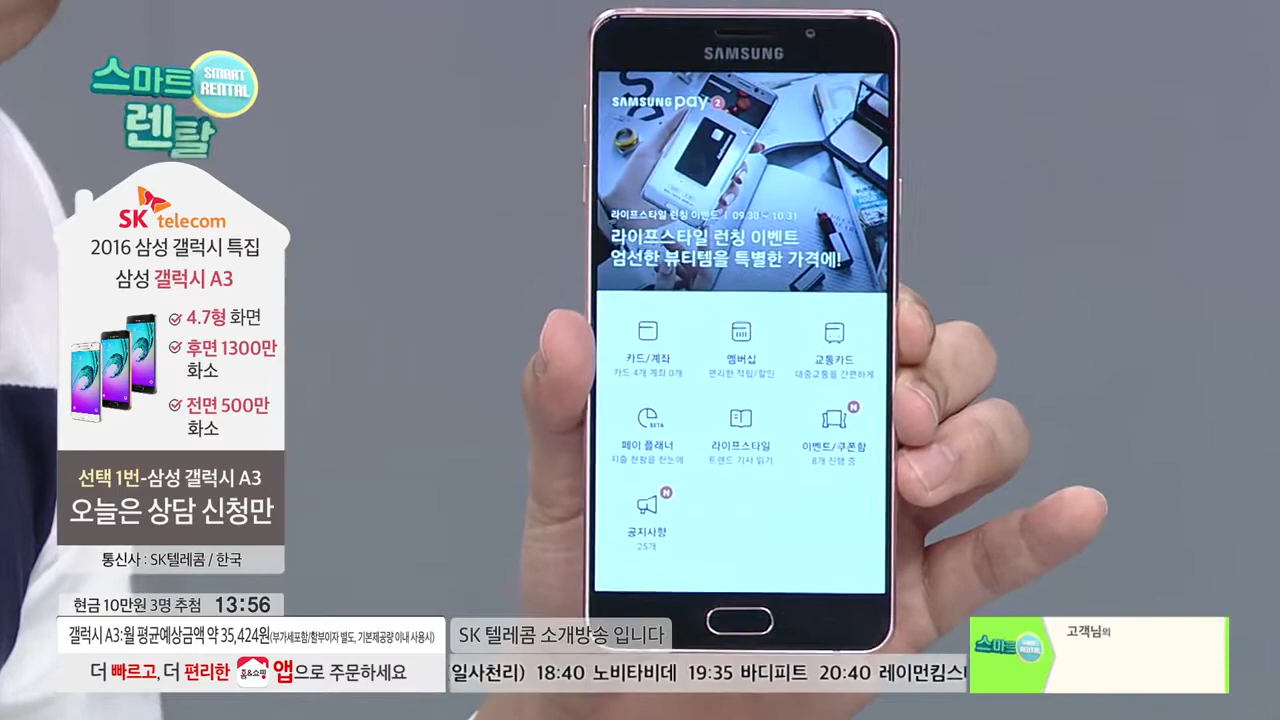 스마트
SMART
RENTAL
렌탈
SK telecom
2016 삼성 갤럭시 특집
삼성 갤럭시 A3
4.7형 화면
후면 1300만
화소
전면 500만
화소
선택 1번-삼성 갤럭시 A3
오늘은 상담 신청만
통신사 : SK텔레콤 / 한국
현금 10만원 3명 추첨 13:56
갤럭시 A3:월 평균예상금액 약 35,424원(부가세포함/할부이자 별도, 기본제공량 이내 사용시)
더 빠르고, 더 편리한 홈&쇼핑 앱으로 주문하세요
SAMSUNG
SAMSUNG pay 2
라이프스타일 런칭 이벤트 | 09.30 ~ 10.31
라이프스타일 런칭 이벤트
엄선한 뷰티템을 특별한 가격에!
카드/계좌 멤버십 교통카드
카드 4개 계좌 0개 편리한 적립/할인 대중교통을 간편하게
N
BETA
페이 플래너 라이프스타일 이벤트/쿠폰함
지출 현황을 한눈에 트렌드 기사 읽기 8개 진행 중
N
공지사항
25개
SK 텔레콤 소개방송 입니다
일사천리) 18:40 노비타비데 19:35 바디피트 20:40 레이먼킴스
스마트 SMART RENTAL
고객님의